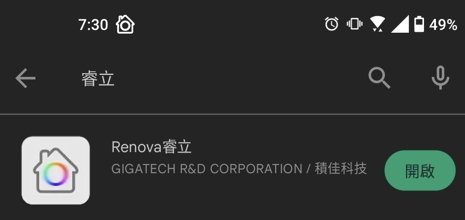 7:30
49%
睿立
Renova睿立
GIGATECH R&D CORPORATION / 積佳科技
開啟